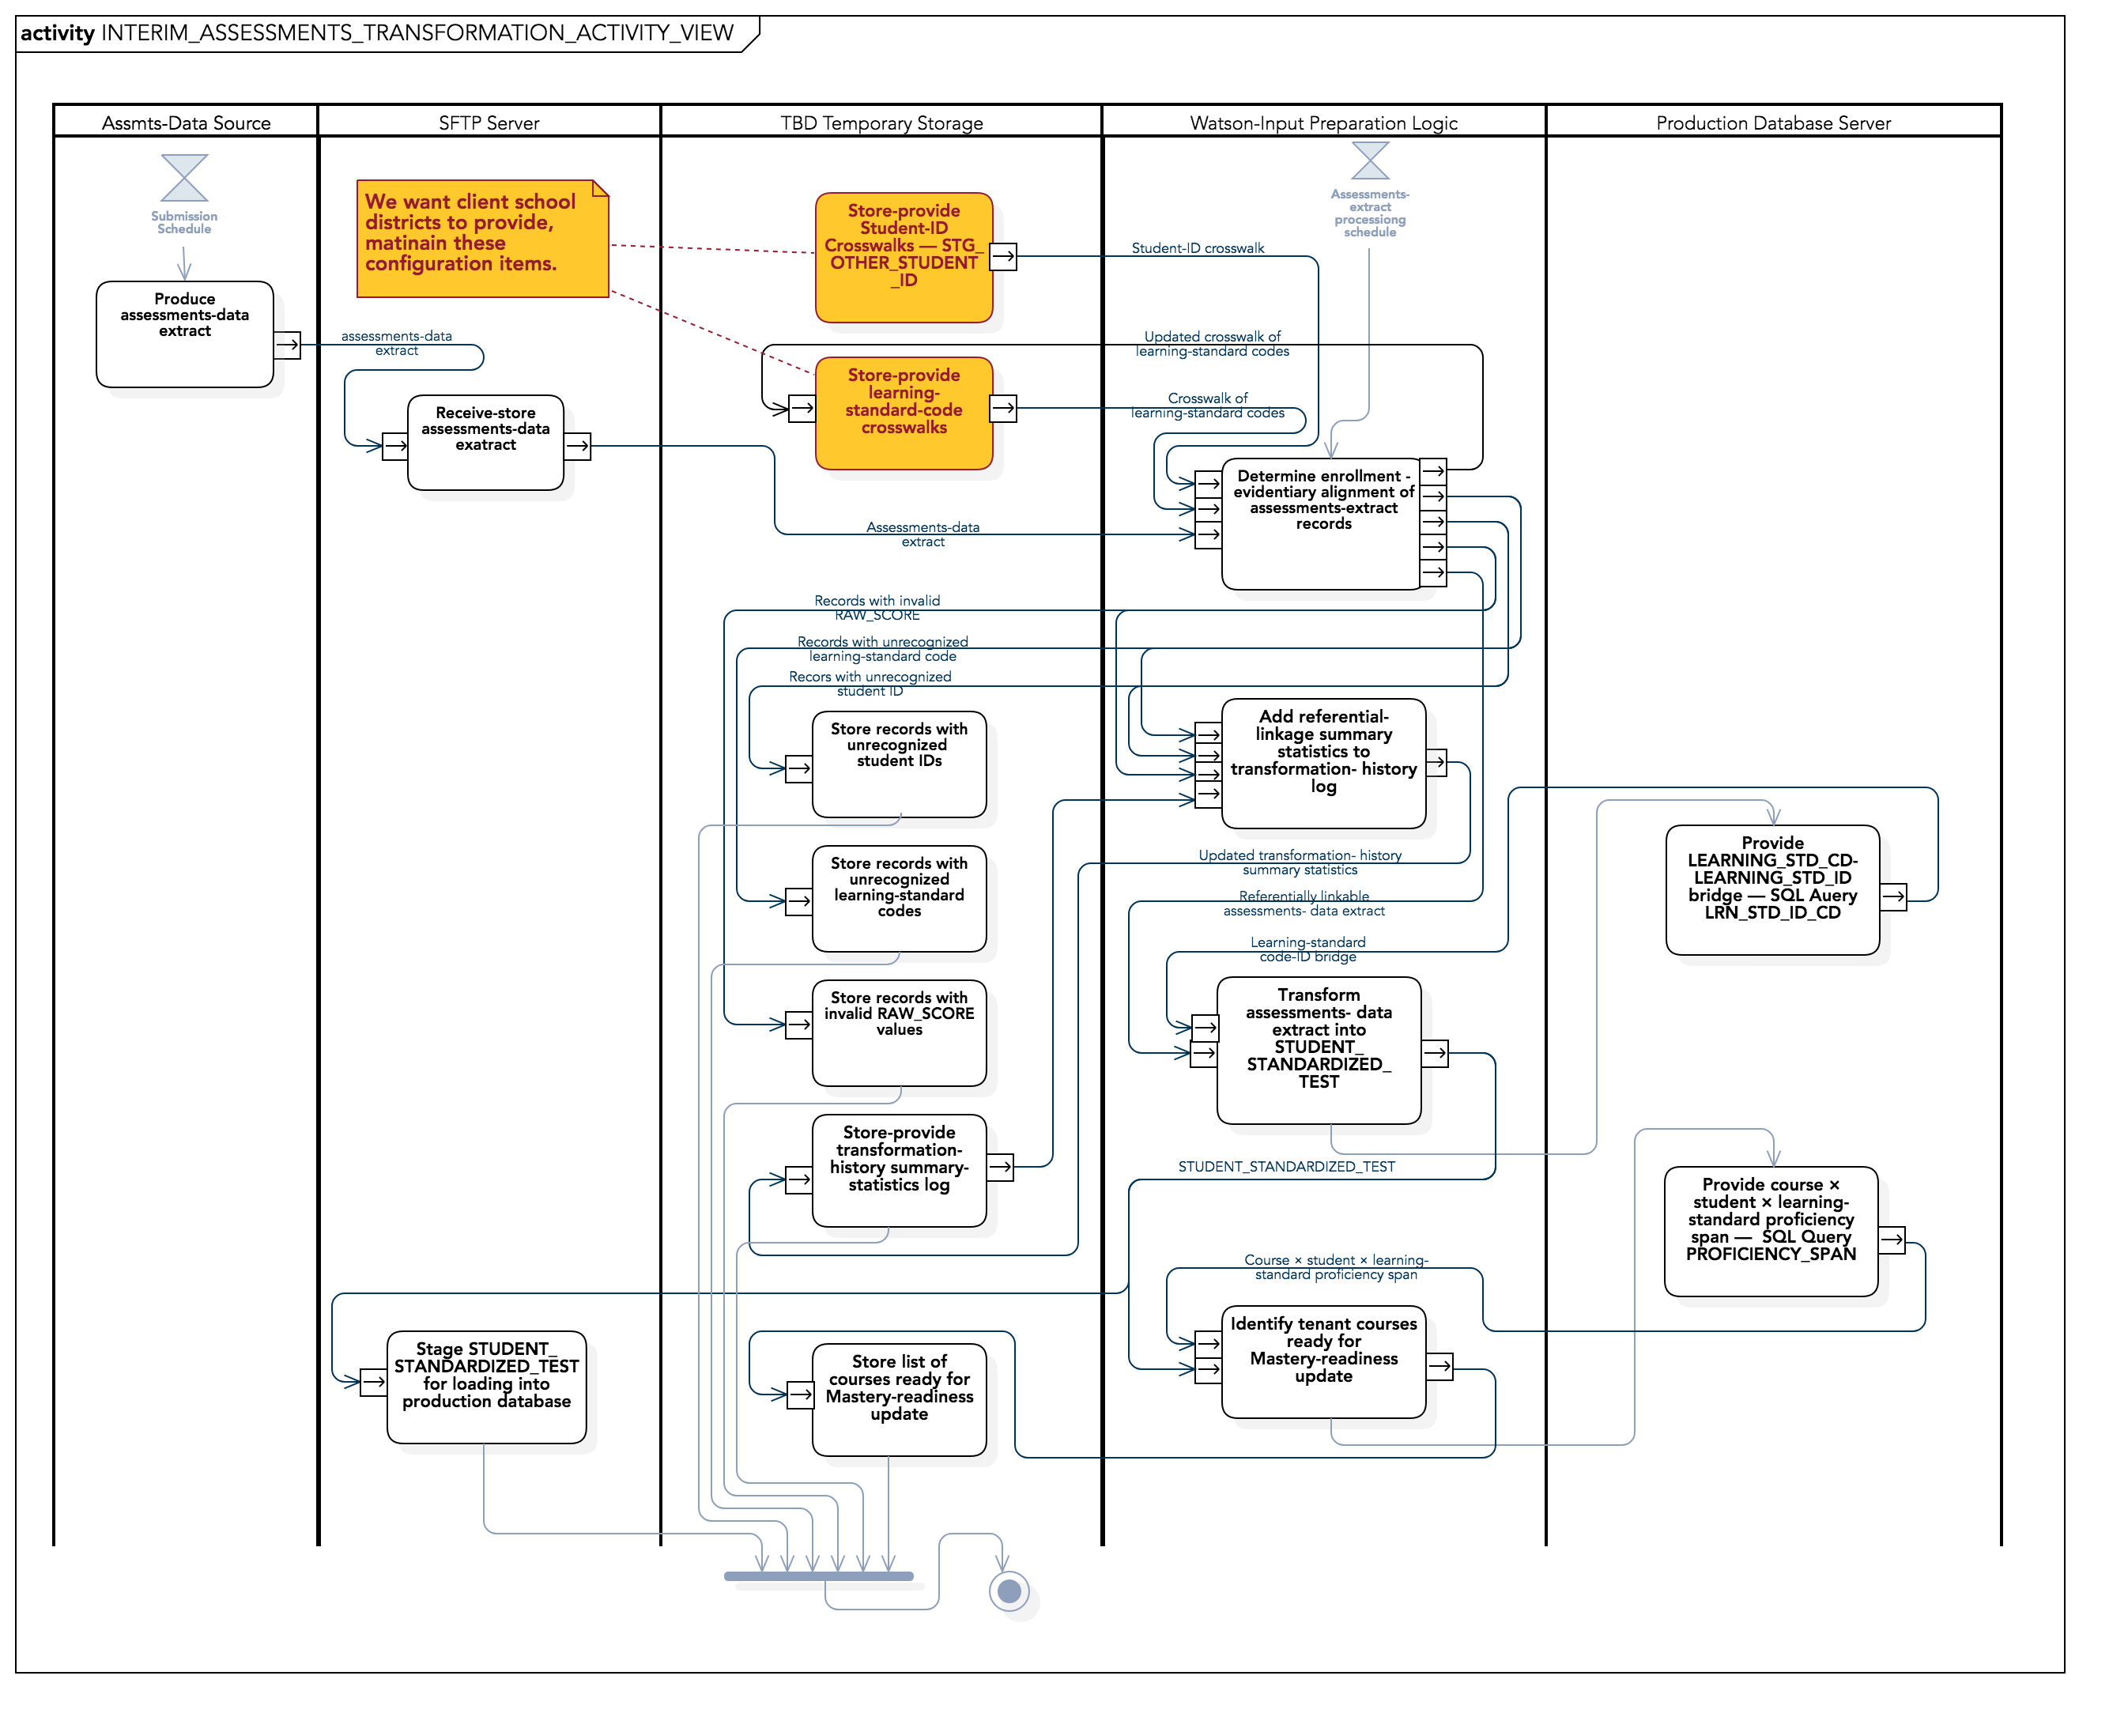 activity INTERIM_ASSESSMENTS_TRANSFORMATION_ACTIVITY_VIEW
Assmts-Data Source
SFTP Server
TBD Temporary Storage
Watson-Input Preparation Logic
Production Database Server
Submission
Schedule
Produce
assessments-data
extract
assessments-data
extract
We want client school
districts to provide,
matinain these
configuration items.
Receive-store
assessments-data
exatract
Store-provide
Student-ID
Crosswalks — STG_
OTHER_STUDENT
_ID
Student-ID crosswalk
Assessments-
extract
processiong
schedule
Updated crosswalk of
learning-standard codes
Store-provide
learning-
standard-code
crosswalks
Crosswalk of
learning-standard codes
Determine enrollment -
evidentiary alignment of
assessments-extract
records
Assessments-data
extract
Records with invalid
RAW_SCORE
Records with unrecognized
learning-standard code
Recors with unrecognized
student ID
Store records with
unrecognized
student IDs
Add referential-
linkage summary
statistics to
transformation- history
log
Store records with
unrecognized
learning-standard
codes
Updated transformation- history
summary statistics
Referentially linkable
assessments- data extract
Learning-standard
code-ID bridge
Provide
LEARNING_STD_CD-
LEARNING_STD_ID
bridge — SQL Auery
LRN_STD_ID_CD
Store records with
invalid RAW_SCORE
values
Transform
assessments- data
extract into
STUDENT_
STANDARDIZED_
TEST
Store-provide
transformation-
history summary-
statistics log
STUDENT_STANDARDIZED_TEST
Provide course ×
student × learning-
standard proficiency
span —  SQL Query
PROFICIENCY_SPAN
Course × student × learning-
standard proficiency span
Stage STUDENT_
STANDARDIZED_TEST
for loading into
production database
Store list of
courses ready for
Mastery-readiness
update
Identify tenant courses
ready for
Mastery-readiness
update